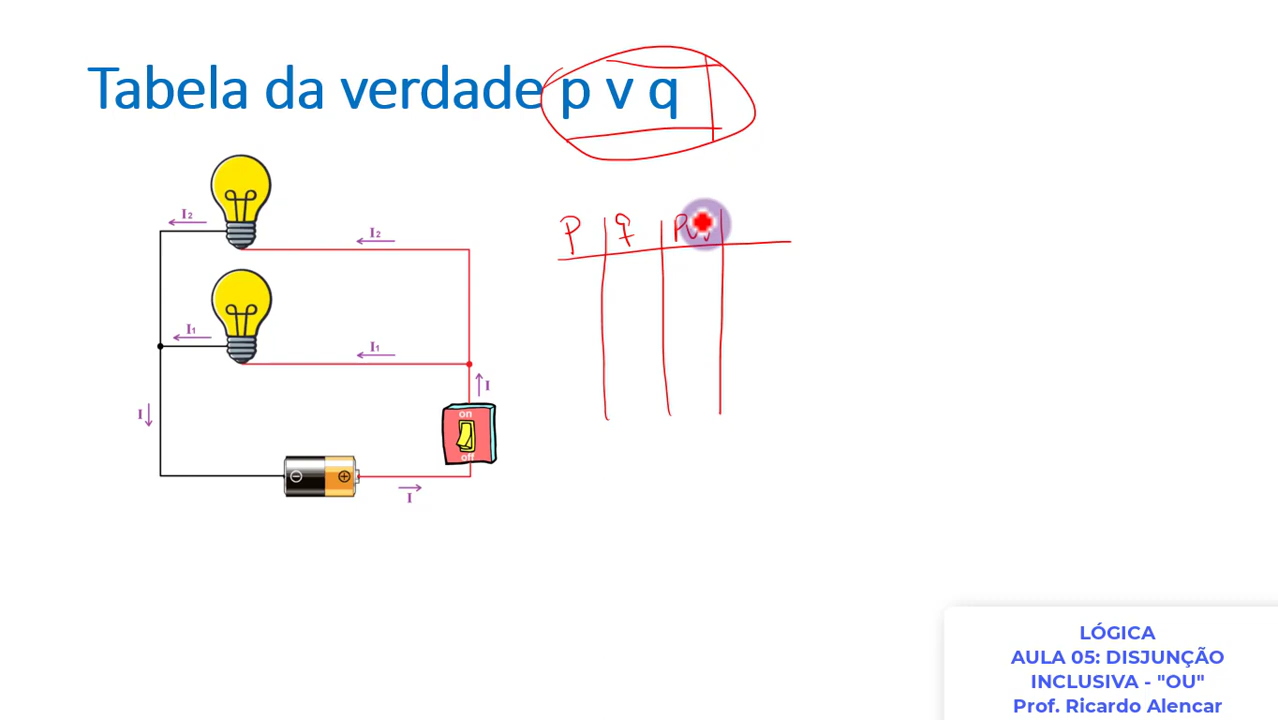 Tabela da verdade p v q
P q P v
I₂
I₂
I₁
I₁
I
I
on
off
I
LÓGICA
AULA 05: DISJUNÇÃO
INCLUSIVA - "OU"
Prof. Ricardo Alencar